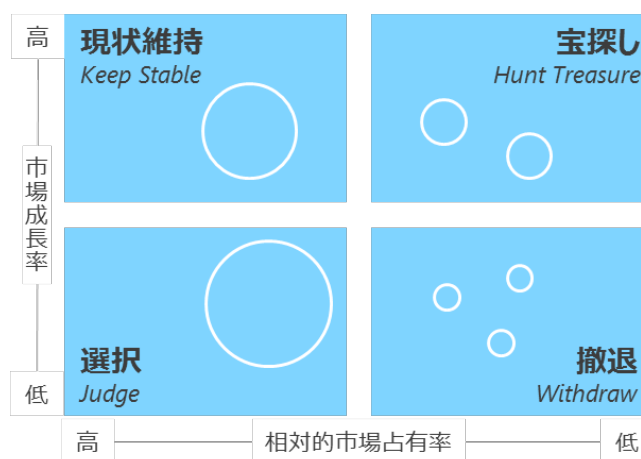 高
現状維持
Keep Stable
宝探し
Hunt Treasure
市場成長率
選択
Judge
撤退
Withdraw
低
高
相対的市場占有率
低